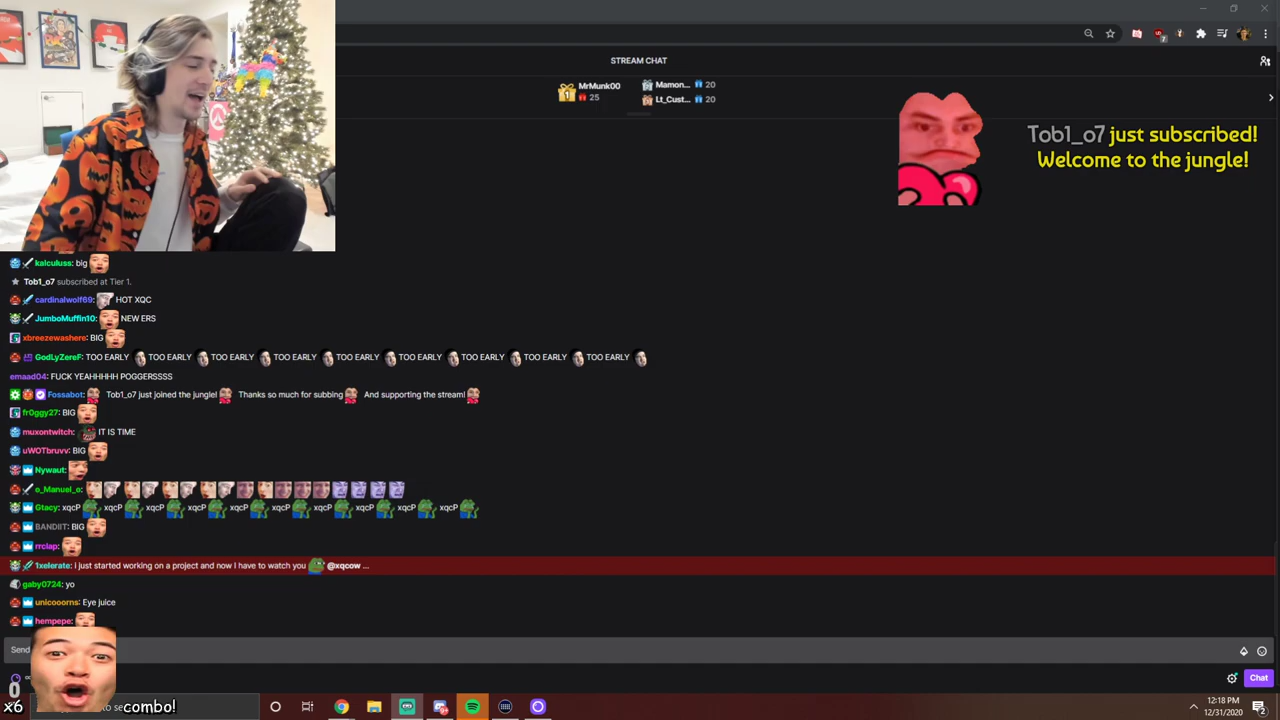 STREAM CHAT
MrMunk00
25
Mamon... 20
Lt_Cust... 20
Tob1_o7 just subscribed!
Welcome to the jungle!
kalculuss: big
Tob1_o7 subscribed at Tier 1.
cardinalwolf69: HOT XQC
JumboMuffin10: NEW ERS
xbreezewashere: BIG
GodLyZereF: TOO EARLY TOO EARLY TOO EARLY TOO EARLY TOO EARLY TOO EARLY TOO EARLY TOO EARLY TOO EARLY
emaad04: FUCK YEAHHHHH POGGERSSSS
Fossabot: Tob1_o7 just joined the jungle! Thanks so much for subbing And supporting the stream!
fr0ggy27: BIG
muxontwitch: IT IS TIME
uWOTbruvv: BIG
Nywaut:
o_Manuel_o:
Gtacy: xqcP xqcP xqcP xqcP xqcP xqcP xqcP xqcP xqcP
BANDIIT: BIG
rrclap:
1xelerate: I just started working on a project and now I have to watch you @xqcow ...
gaby0724: yo
unicooorns: Eye juice
hempepe:
Send
Chat
0
x6 combo!
12:18 PM
12/31/2020